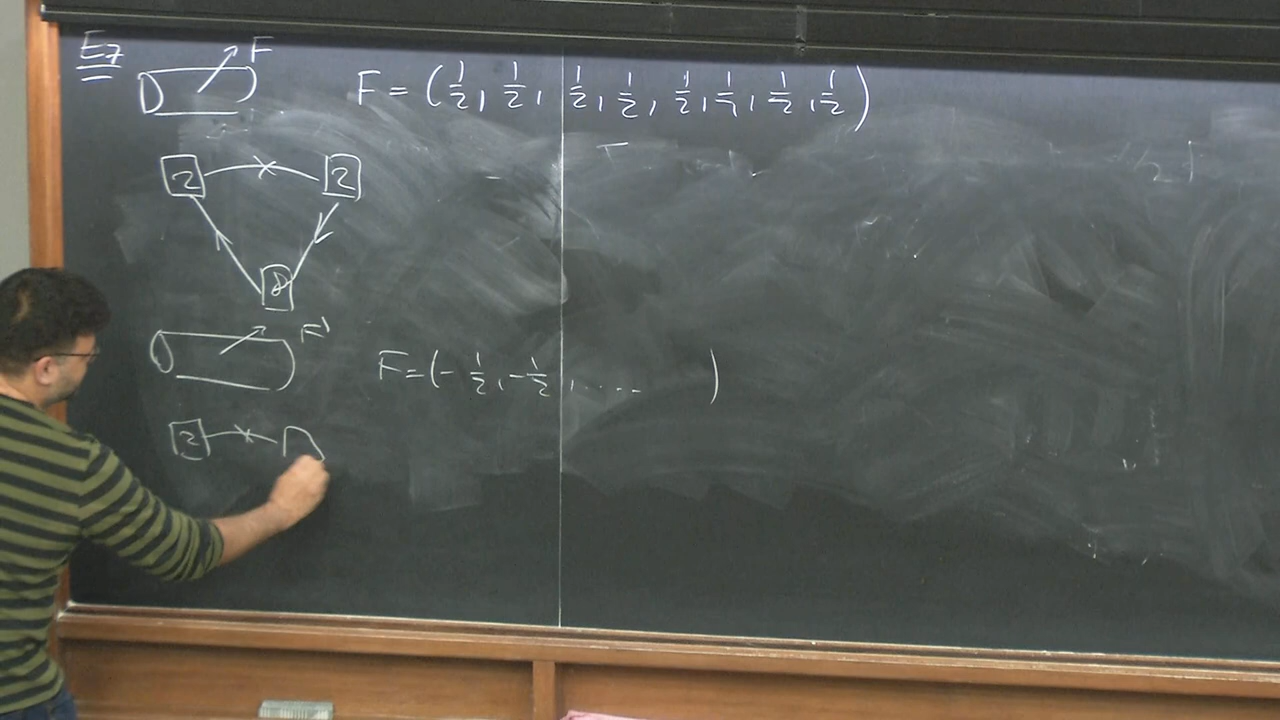 E7
F
F = (1/2, 1/2, 1/2, 1/2, 1/2, 1/2, 1/2, 1/2)
2 2
8
F'
F = (-1/2, -1/2, .... )
2